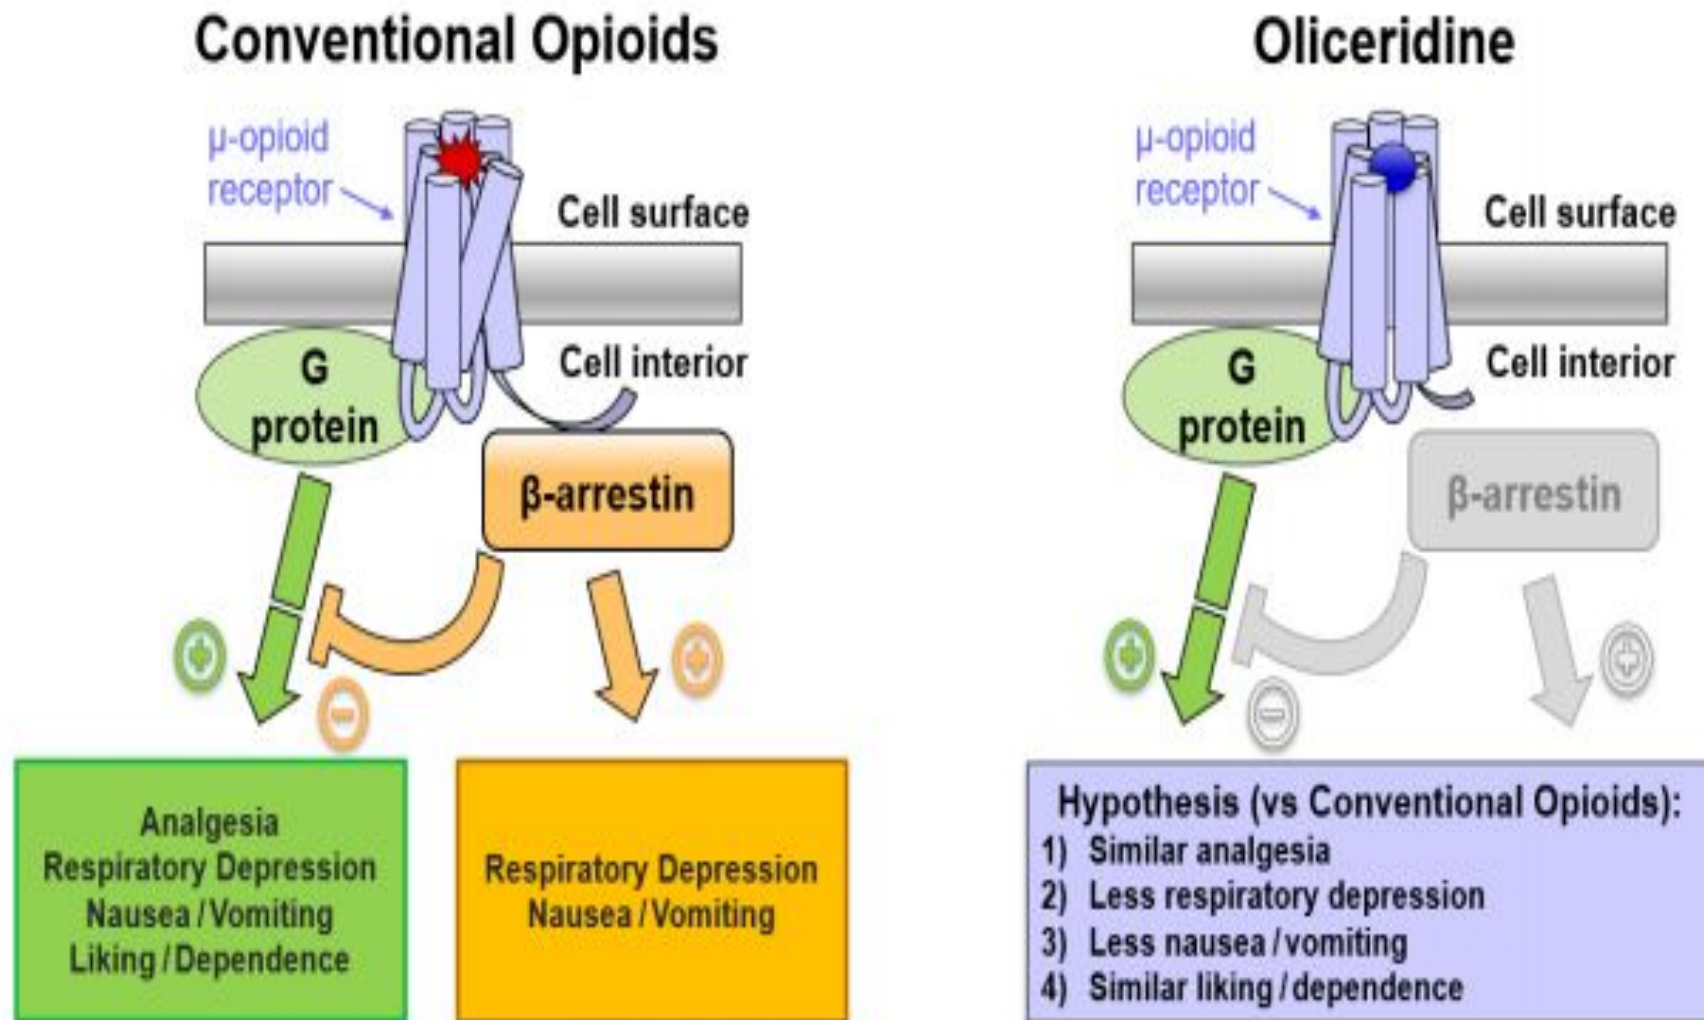 Conventional Opioids
μ-opioid
receptor
Cell surface
Cell interior
G
protein
β-arrestin
Analgesia
Respiratory Depression
Nausea / Vomiting
Liking / Dependence
Respiratory Depression
Nausea / Vomiting
Oliceridine
μ-opioid
receptor
Cell surface
Cell interior
G
protein
β-arrestin
Hypothesis (vs Conventional Opioids):
1) Similar analgesia
2) Less respiratory depression
3) Less nausea / vomiting
4) Similar liking / dependence